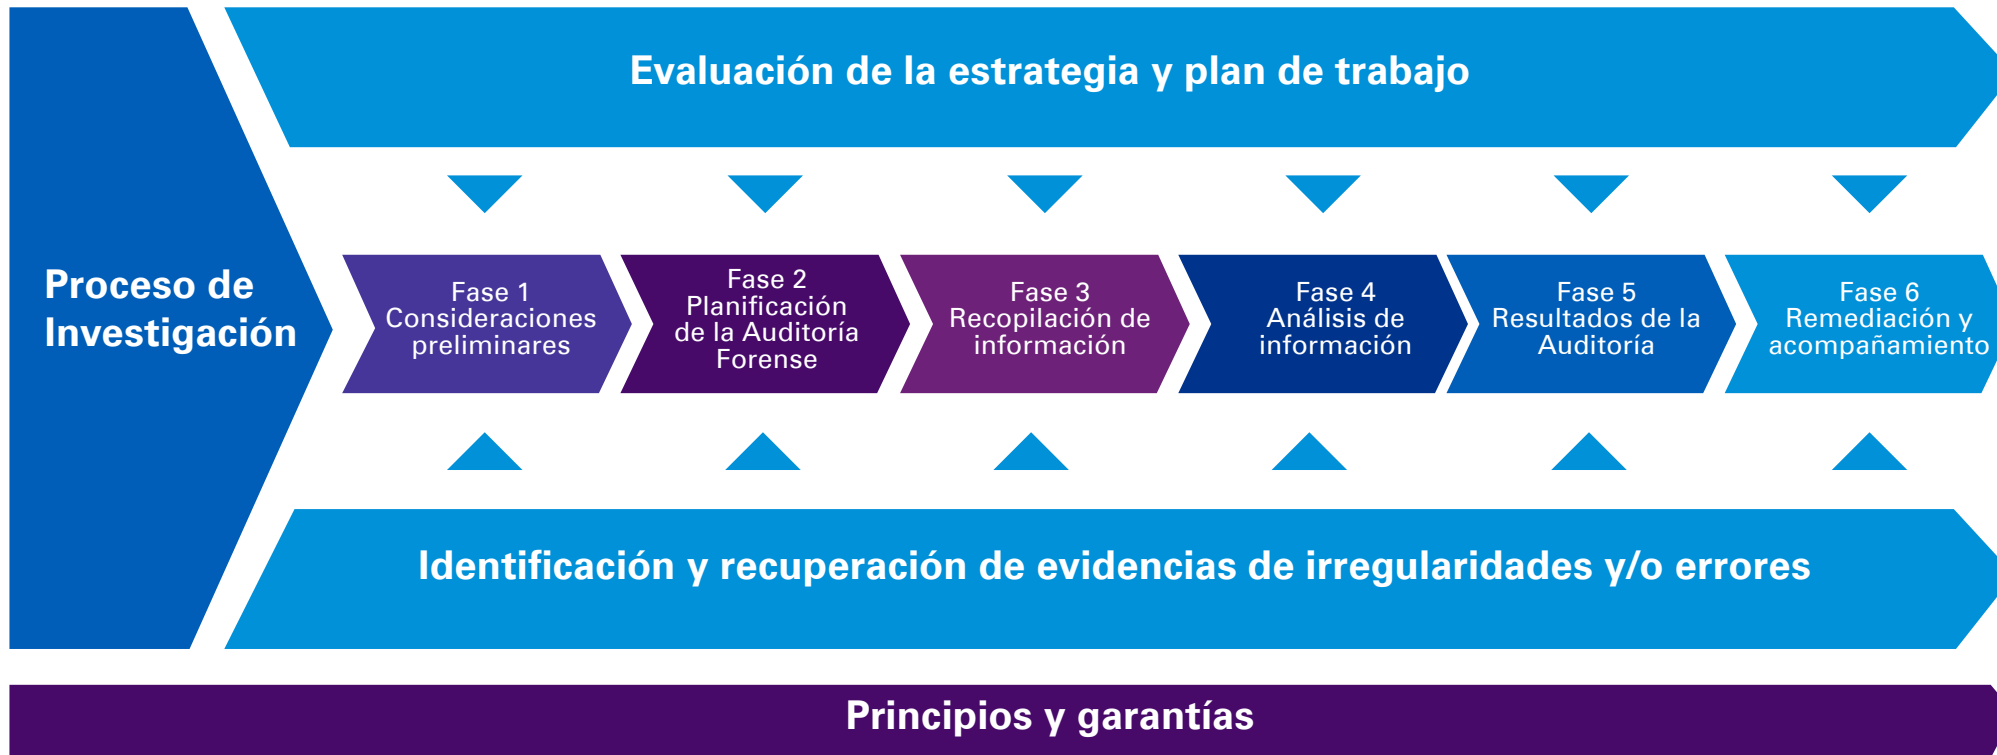 Evaluación de la estrategia y plan de trabajo
Proceso de
Investigación
Fase 1
Consideraciones
preliminares
Fase 2
Planificación
de la Auditoría
Forense
Fase 3
Recopilación de
información
Fase 4
Análisis de
información
Fase 5
Resultados de la
Auditoría
Fase 6
Remediación y
acompañamiento
Identificación y recuperación de evidencias de irregularidades y/o errores
Principios y garantías